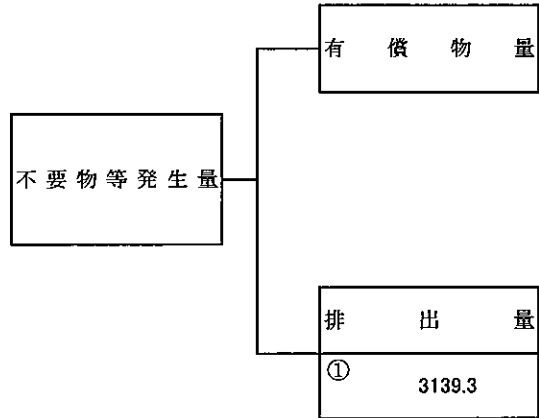 有償物量
不要物等発生量
排出量
①
3139.3